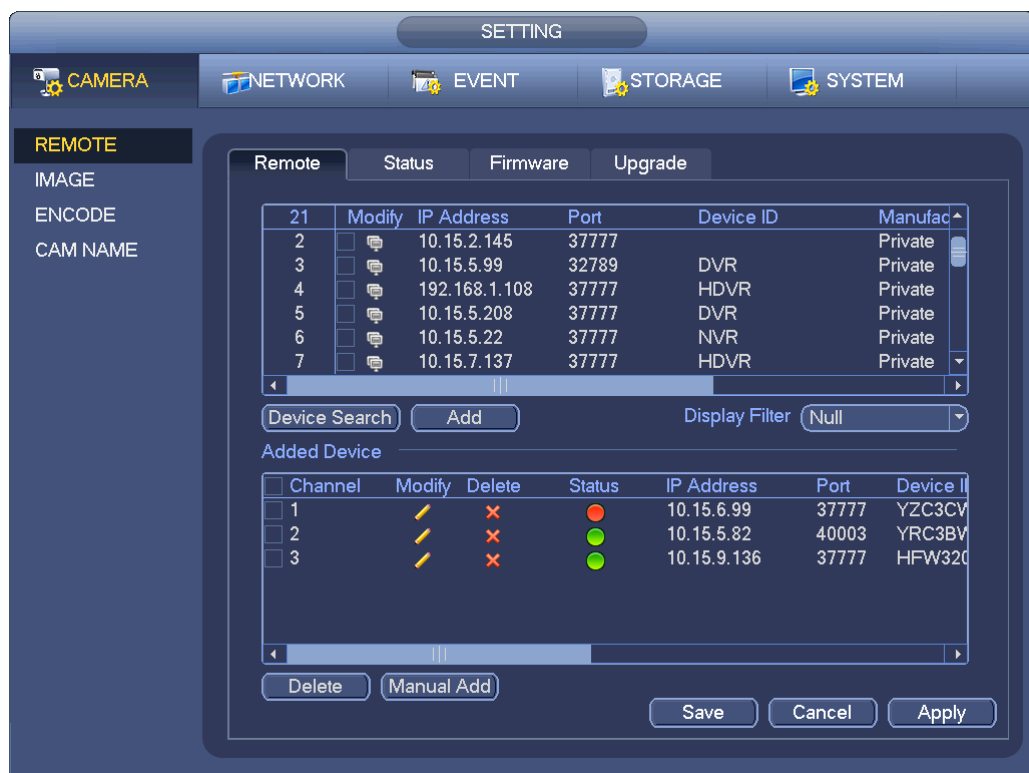 SETTING
CAMERA NETWORK EVENT STORAGE SYSTEM
REMOTE
IMAGE
ENCODE
CAM NAME
Remote Status Firmware Upgrade
21 Modify IP Address Port Device ID Manufac
2 10.15.2.145 37777 Private
3 10.15.5.99 32789 DVR Private
4 192.168.1.108 37777 HDVR Private
5 10.15.5.208 37777 DVR Private
6 10.15.5.22 37777 NVR Private
7 10.15.7.137 37777 HDVR Private
Device Search Add Display Filter Null
Added Device
Channel Modify Delete Status IP Address Port Device
1 10.15.6.99 37777 YZC3CV
2 10.15.5.82 40003 YRC3BV
3 10.15.9.136 37777 HFW320
Delete Manual Add
Save Cancel Apply